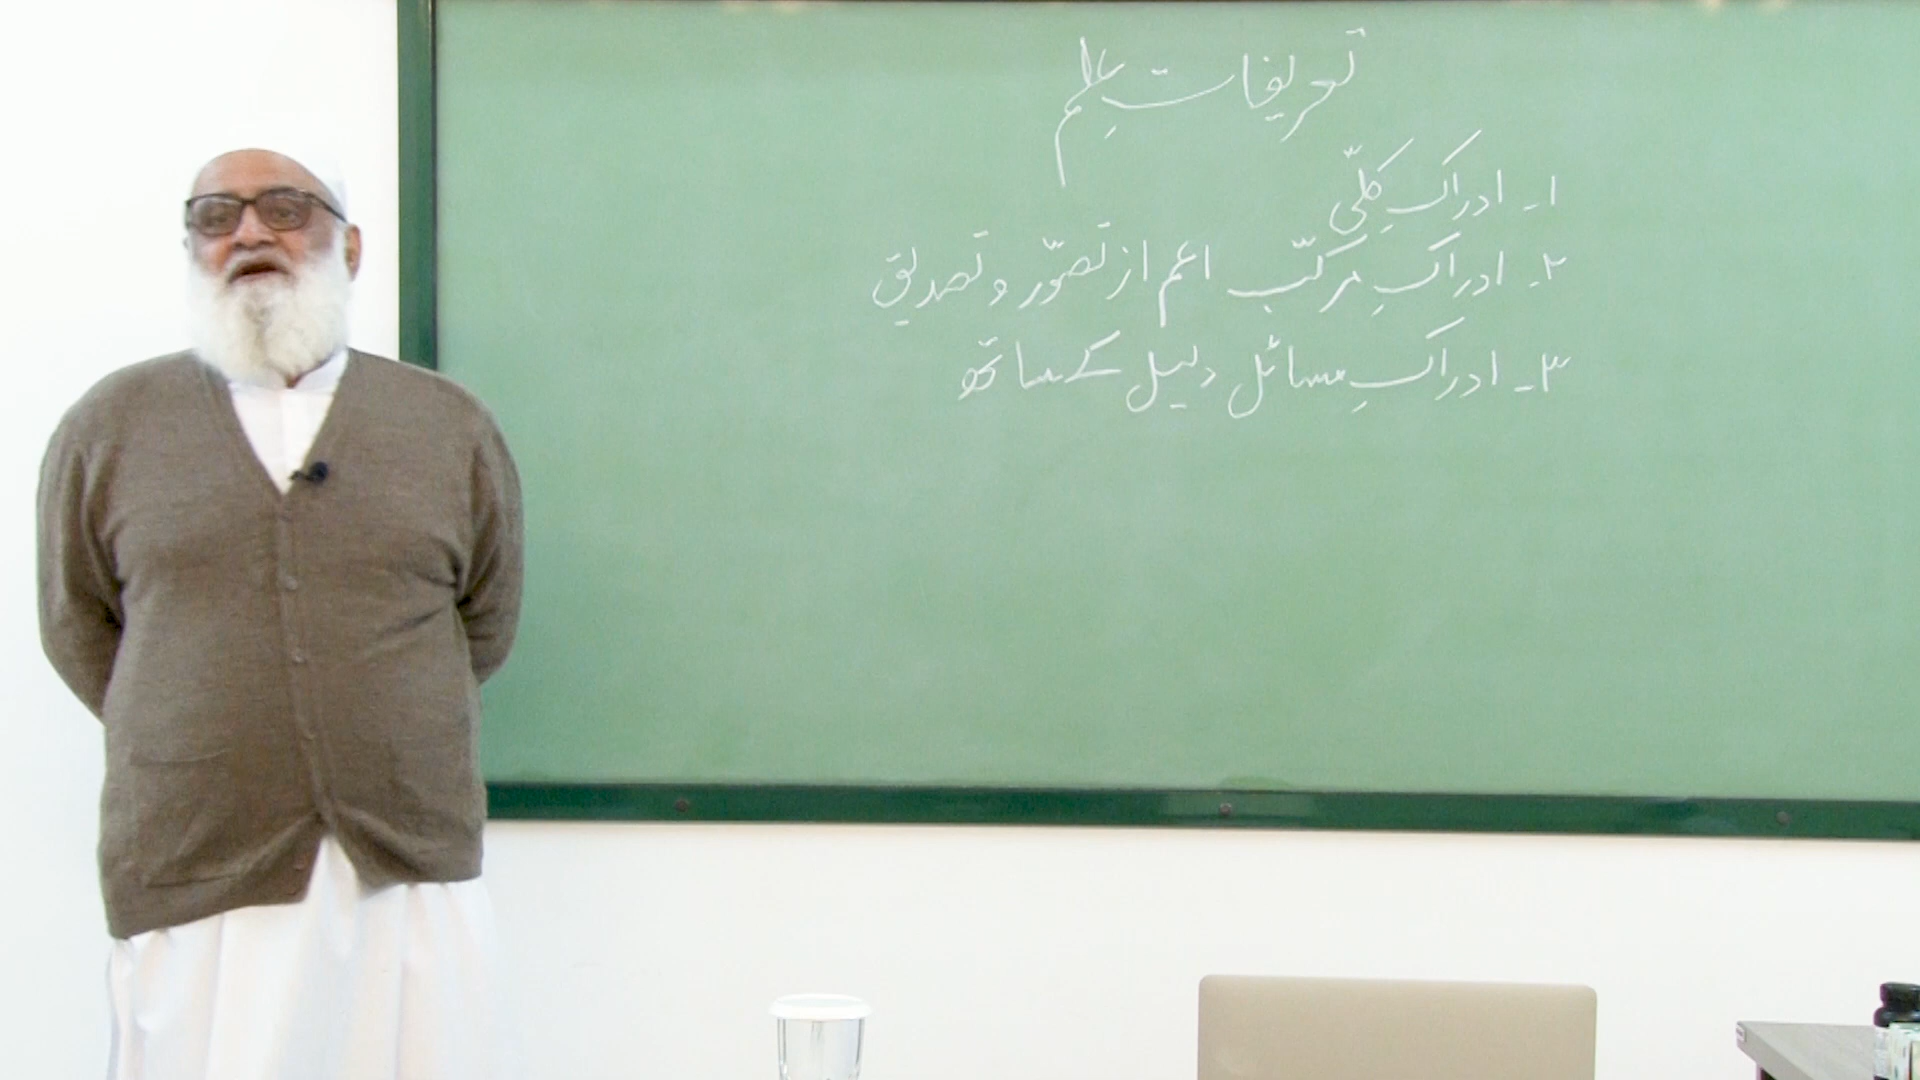 تعریفاتِ علم
۱۔ ادراکِ کلّی
۲۔ ادراکِ مرکّب اعم از تصوّر و تصدیق
۳۔ ادراکِ مسائل دلیل کے ساتھ